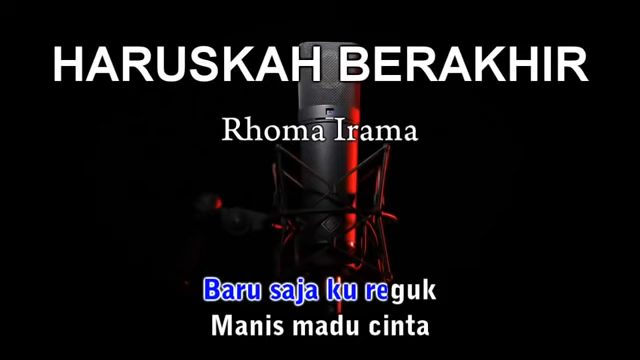 HARUSKAH BERAKHIR
Rhoma Irama
Baru saja ku reguk
Manis madu cinta